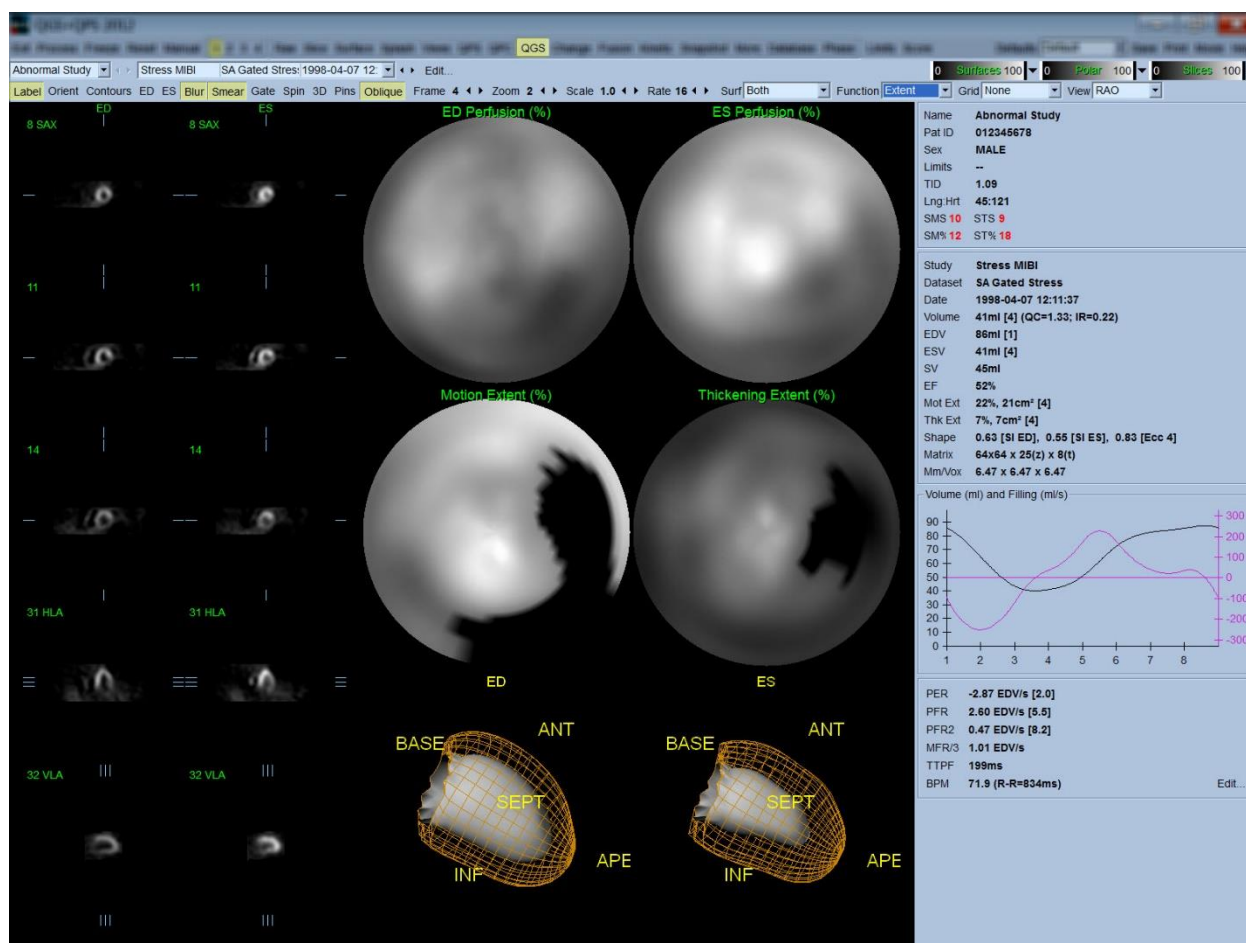 QGS+QPS 2012
QGS
Abnormal Study Stress MIBI SA Gated Stres: 1998-04-07 12: Edit...
0 Surfaces 100 0 Polar 100 0 Slices 100
Label Orient Contours ED ES Blur Smear Gate Spin 3D Pins Oblique Frame 4 Zoom 2 Scale 1.0 Rate 16 Surf Both Function Extent Grid None View RAO
ED ES
8 SAX 8 SAX
11 11
14 14
31 HLA 31 HLA
32 VLA 32 VLA
ED Perfusion (%) ES Perfusion (%)
Motion Extent (%) Thickening Extent (%)
ED ES
BASE ANT SEPT INF APE
BASE ANT SEPT INF APE
Name Abnormal Study
Pat ID 012345678
Sex MALE
Limits --
TID 1.09
Lng:Hrt 45:121
SMS 10 STS 9
SM% 12 ST% 18
Study Stress MIBI
Dataset SA Gated Stress
Date 1998-04-07 12:11:37
Volume 41ml [4] (QC=1.33; IR=0.22)
EDV 86ml [1]
ESV 41ml [4]
SV 45ml
EF 52%
Mot Ext 22%, 21cm² [4]
Thk Ext 7%, 7cm² [4]
Shape 0.63 [SI ED], 0.55 [SI ES], 0.83 [Ecc 4]
Matrix 64x64 x 25(z) x 8(t)
Mm/Vox 6.47 x 6.47 x 6.47
Volume (ml) and Filling (ml/s)
90 300
80 200
70 100
60 0
50 -100
40 -200
30 -300
20
10
0
1 2 3 4 5 6 7 8
PER -2.87 EDV/s [2.0]
PFR 2.60 EDV/s [5.5]
PFR2 0.47 EDV/s [8.2]
MFR/3 1.01 EDV/s
TTPF 199ms
BPM 71.9 (R-R=834ms) Edit...